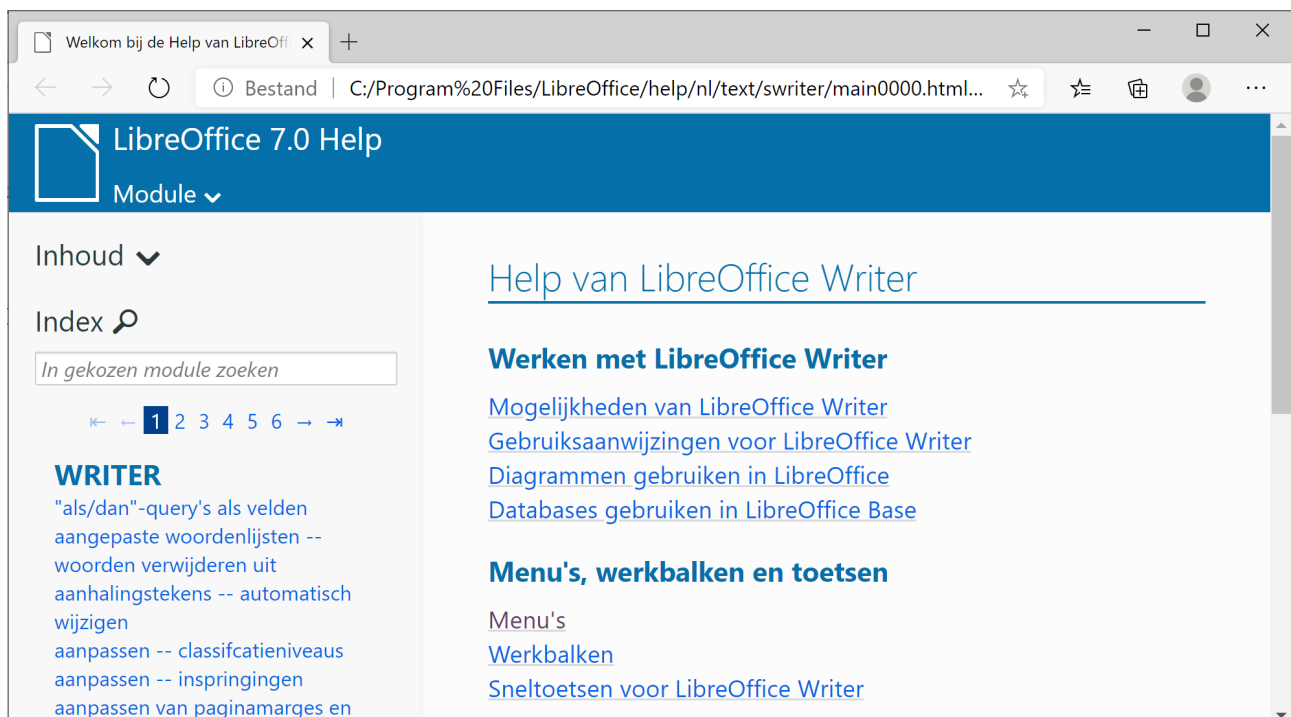 Welkom bij de Help van LibreOffi
Bestand
C:/Program%20Files/LibreOffice/help/nl/text/swriter/main0000.html...
LibreOffice 7.0 Help
Module
Inhoud
Index
In gekozen module zoeken
1 2 3 4 5 6
WRITER
"als/dan"-query's als velden
aangepaste woordenlijsten --
woorden verwijderen uit
aanhalingstekens -- automatisch
wijzigen
aanpassen -- classifcatieniveaus
aanpassen -- inspringingen
aanpassen van paginamarges en
Help van LibreOffice Writer
Werken met LibreOffice Writer
Mogelijkheden van LibreOffice Writer
Gebruiksaanwijzingen voor LibreOffice Writer
Diagrammen gebruiken in LibreOffice
Databases gebruiken in LibreOffice Base
Menu's, werkbalken en toetsen
Menu's
Werkbalken
Sneltoetsen voor LibreOffice Writer